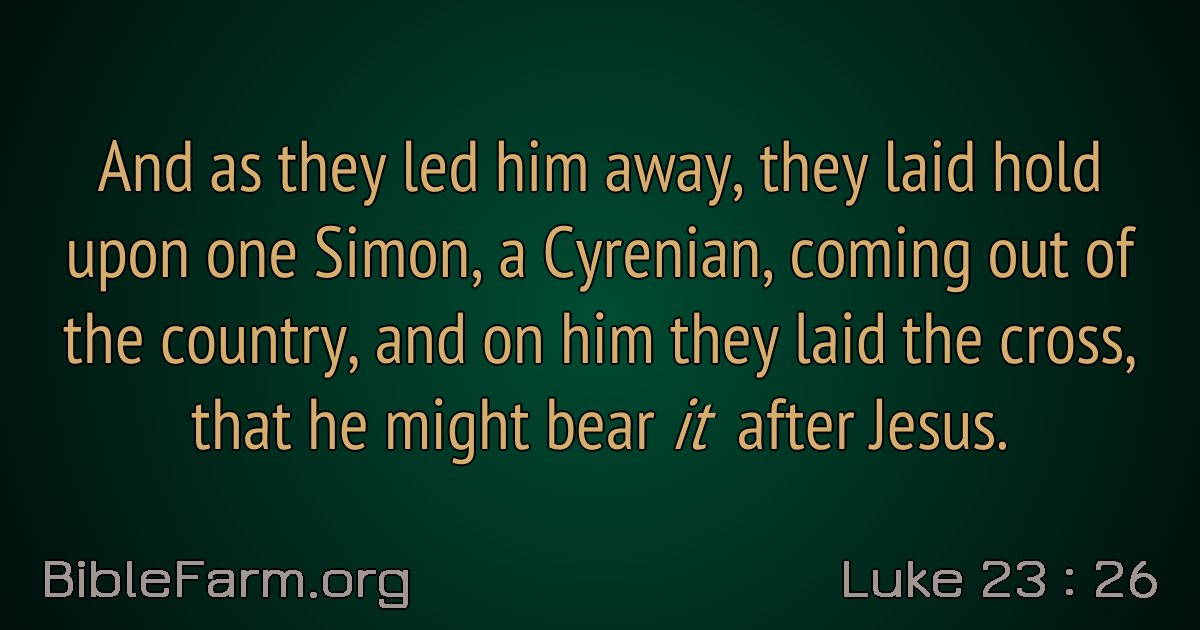 And as they led him away, they laid hold
upon one Simon, a Cyrenian, coming out of
the country, and on him they laid the cross,
that he might bear it after Jesus.
BibleFarm.org
Luke 23 : 26